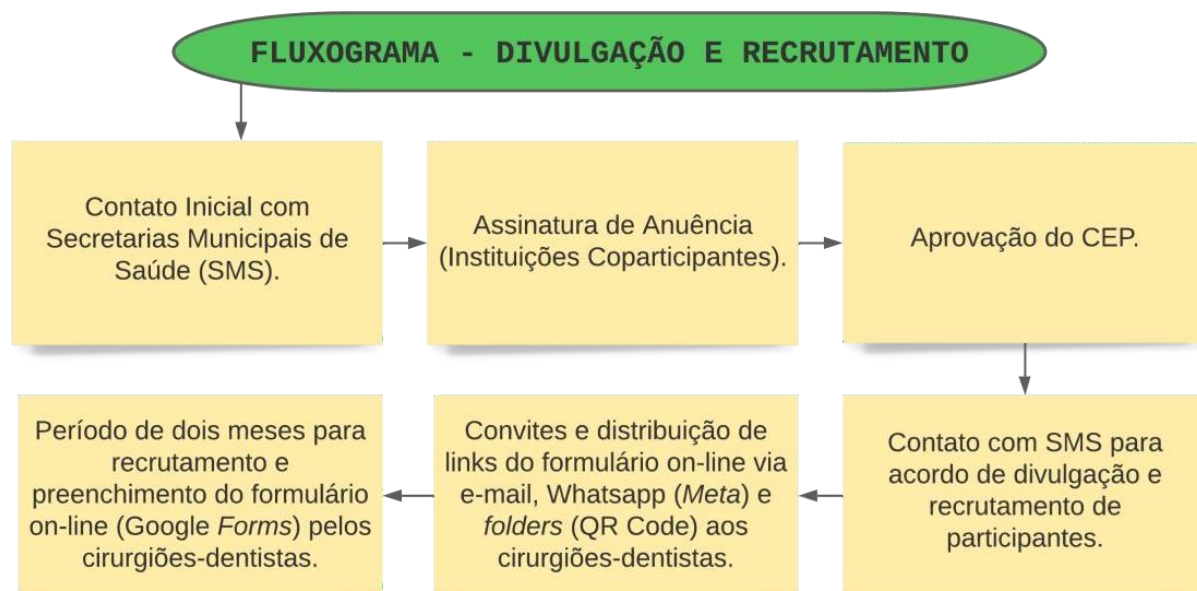 FLUXOGRAMA - DIVULGAÇÃO E RECRUTAMENTO
Contato Inicial com
Secretarias Municipais de
Saúde (SMS).
Assinatura de Anuência
(Instituições Coparticipantes).
Aprovação do CEP.
Contato com SMS para
acordo de divulgação e
recrutamento de
participantes.
Convites e distribuição de
links do formulário on-line via
e-mail, Whatsapp (Meta) e
folders (QR Code) aos
cirurgiões-dentistas.
Período de dois meses para
recrutamento e
preenchimento do formulário
on-line (Google Forms) pelos
cirurgiões-dentistas.